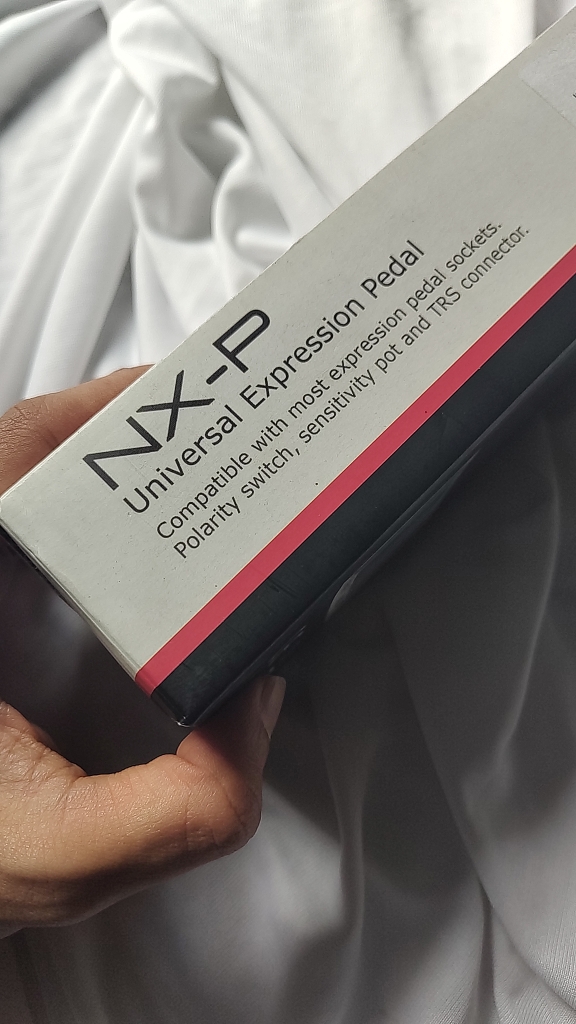 NX-P
Universal Expression Pedal
Compatible with most expression pedal sockets.
Polarity switch, sensitivity pot and TRS connector.